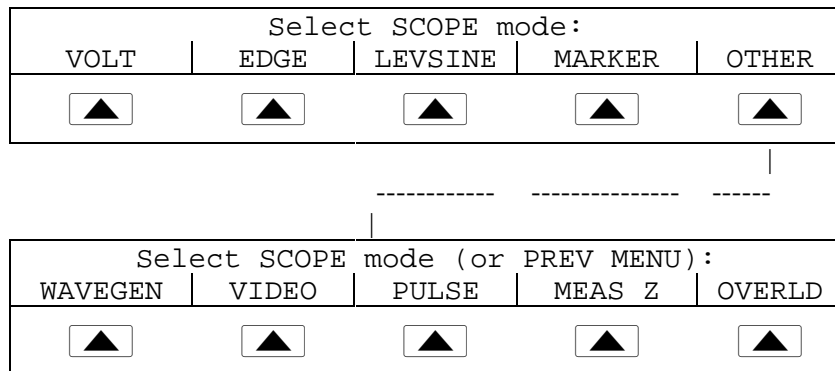 Select SCOPE mode:
VOLT EDGE LEVSINE MARKER OTHER
Select SCOPE mode (or PREV MENU):
WAVEGEN VIDEO PULSE MEAS Z OVERLD